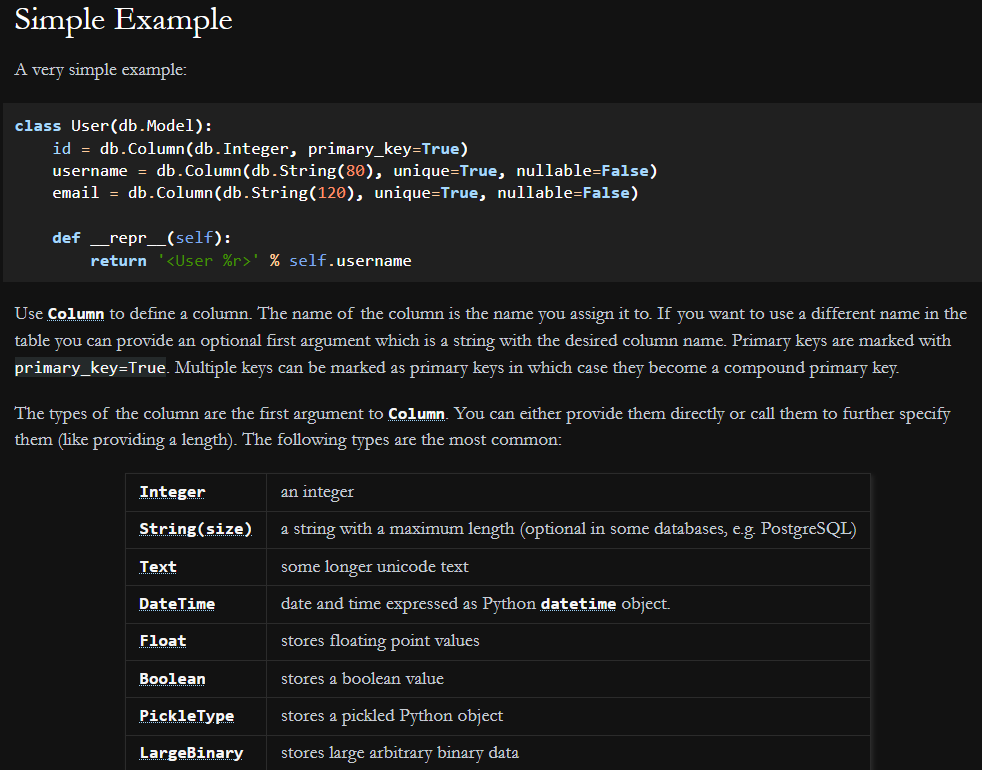 Simple Example
A very simple example:
class User(db.Model):
    id = db.Column(db.Integer, primary_key=True)
    username = db.Column(db.String(80), unique=True, nullable=False)
    email = db.Column(db.String(120), unique=True, nullable=False)

    def __repr__(self):
        return '<User %r>' % self.username
Use Column to define a column. The name of the column is the name you assign it to. If you want to use a different name in the
table you can provide an optional first argument which is a string with the desired column name. Primary keys are marked with
primary_key=True. Multiple keys can be marked as primary keys in which case they become a compound primary key.
The types of the column are the first argument to Column. You can either provide them directly or call them to further specify
them (like providing a length). The following types are the most common:
Integer an integer
String(size) a string with a maximum length (optional in some databases, e.g. PostgreSQL)
Text some longer unicode text
DateTime date and time expressed as Python datetime object.
Float stores floating point values
Boolean stores a boolean value
PickleType stores a pickled Python object
LargeBinary stores large arbitrary binary data